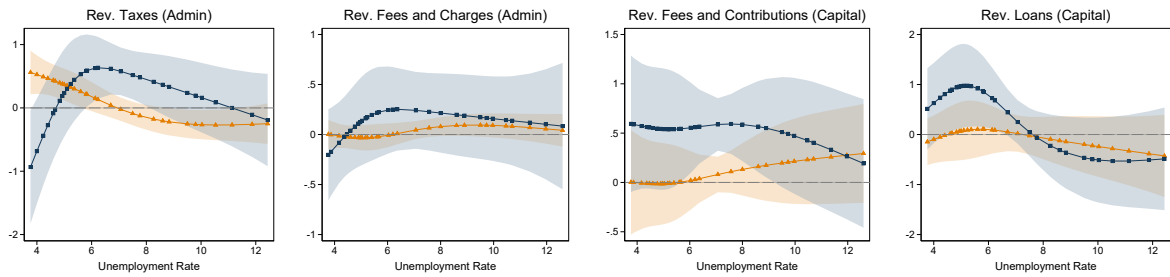 Rev. Taxes (Admin)
1
0
-1
-2
4 6 8 10 12
Unemployment Rate
Rev. Fees and Charges (Admin)
1
.5
0
-.5
-1
4 6 8 10 12
Unemployment Rate
Rev. Fees and Contributions (Capital)
1.5
1
.5
0
-.5
4 6 8 10 12
Unemployment Rate
Rev. Loans (Capital)
2
1
0
-1
-2
4 6 8 10 12
Unemployment Rate